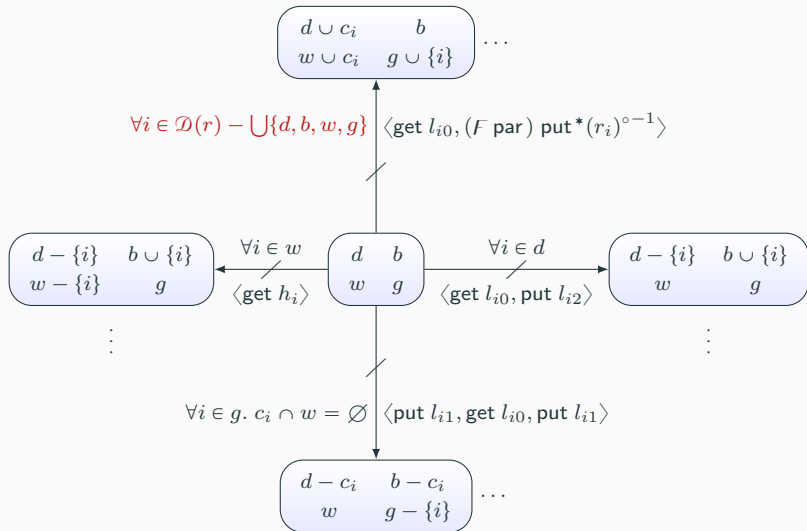 d ∪ c_i b
w ∪ c_i g ∪ {i} ⋯
∀i ∈ 𝒟(r) − ⋃{d, b, w, g} ⟨get l_{i0}, (F par) put*(r_i)^{∘−1}⟩
∀i ∈ w ∀i ∈ d
d − {i} b ∪ {i} d b d − {i} b ∪ {i}
w − {i} g w g w g
⟨get h_i⟩ ⟨get l_{i0}, put l_{i2}⟩
⋮ ⋮
∀i ∈ g. c_i ∩ w = ∅ ⟨put l_{i1}, get l_{i0}, put l_{i1}⟩
d − c_i b − c_i
w g − {i} ⋯